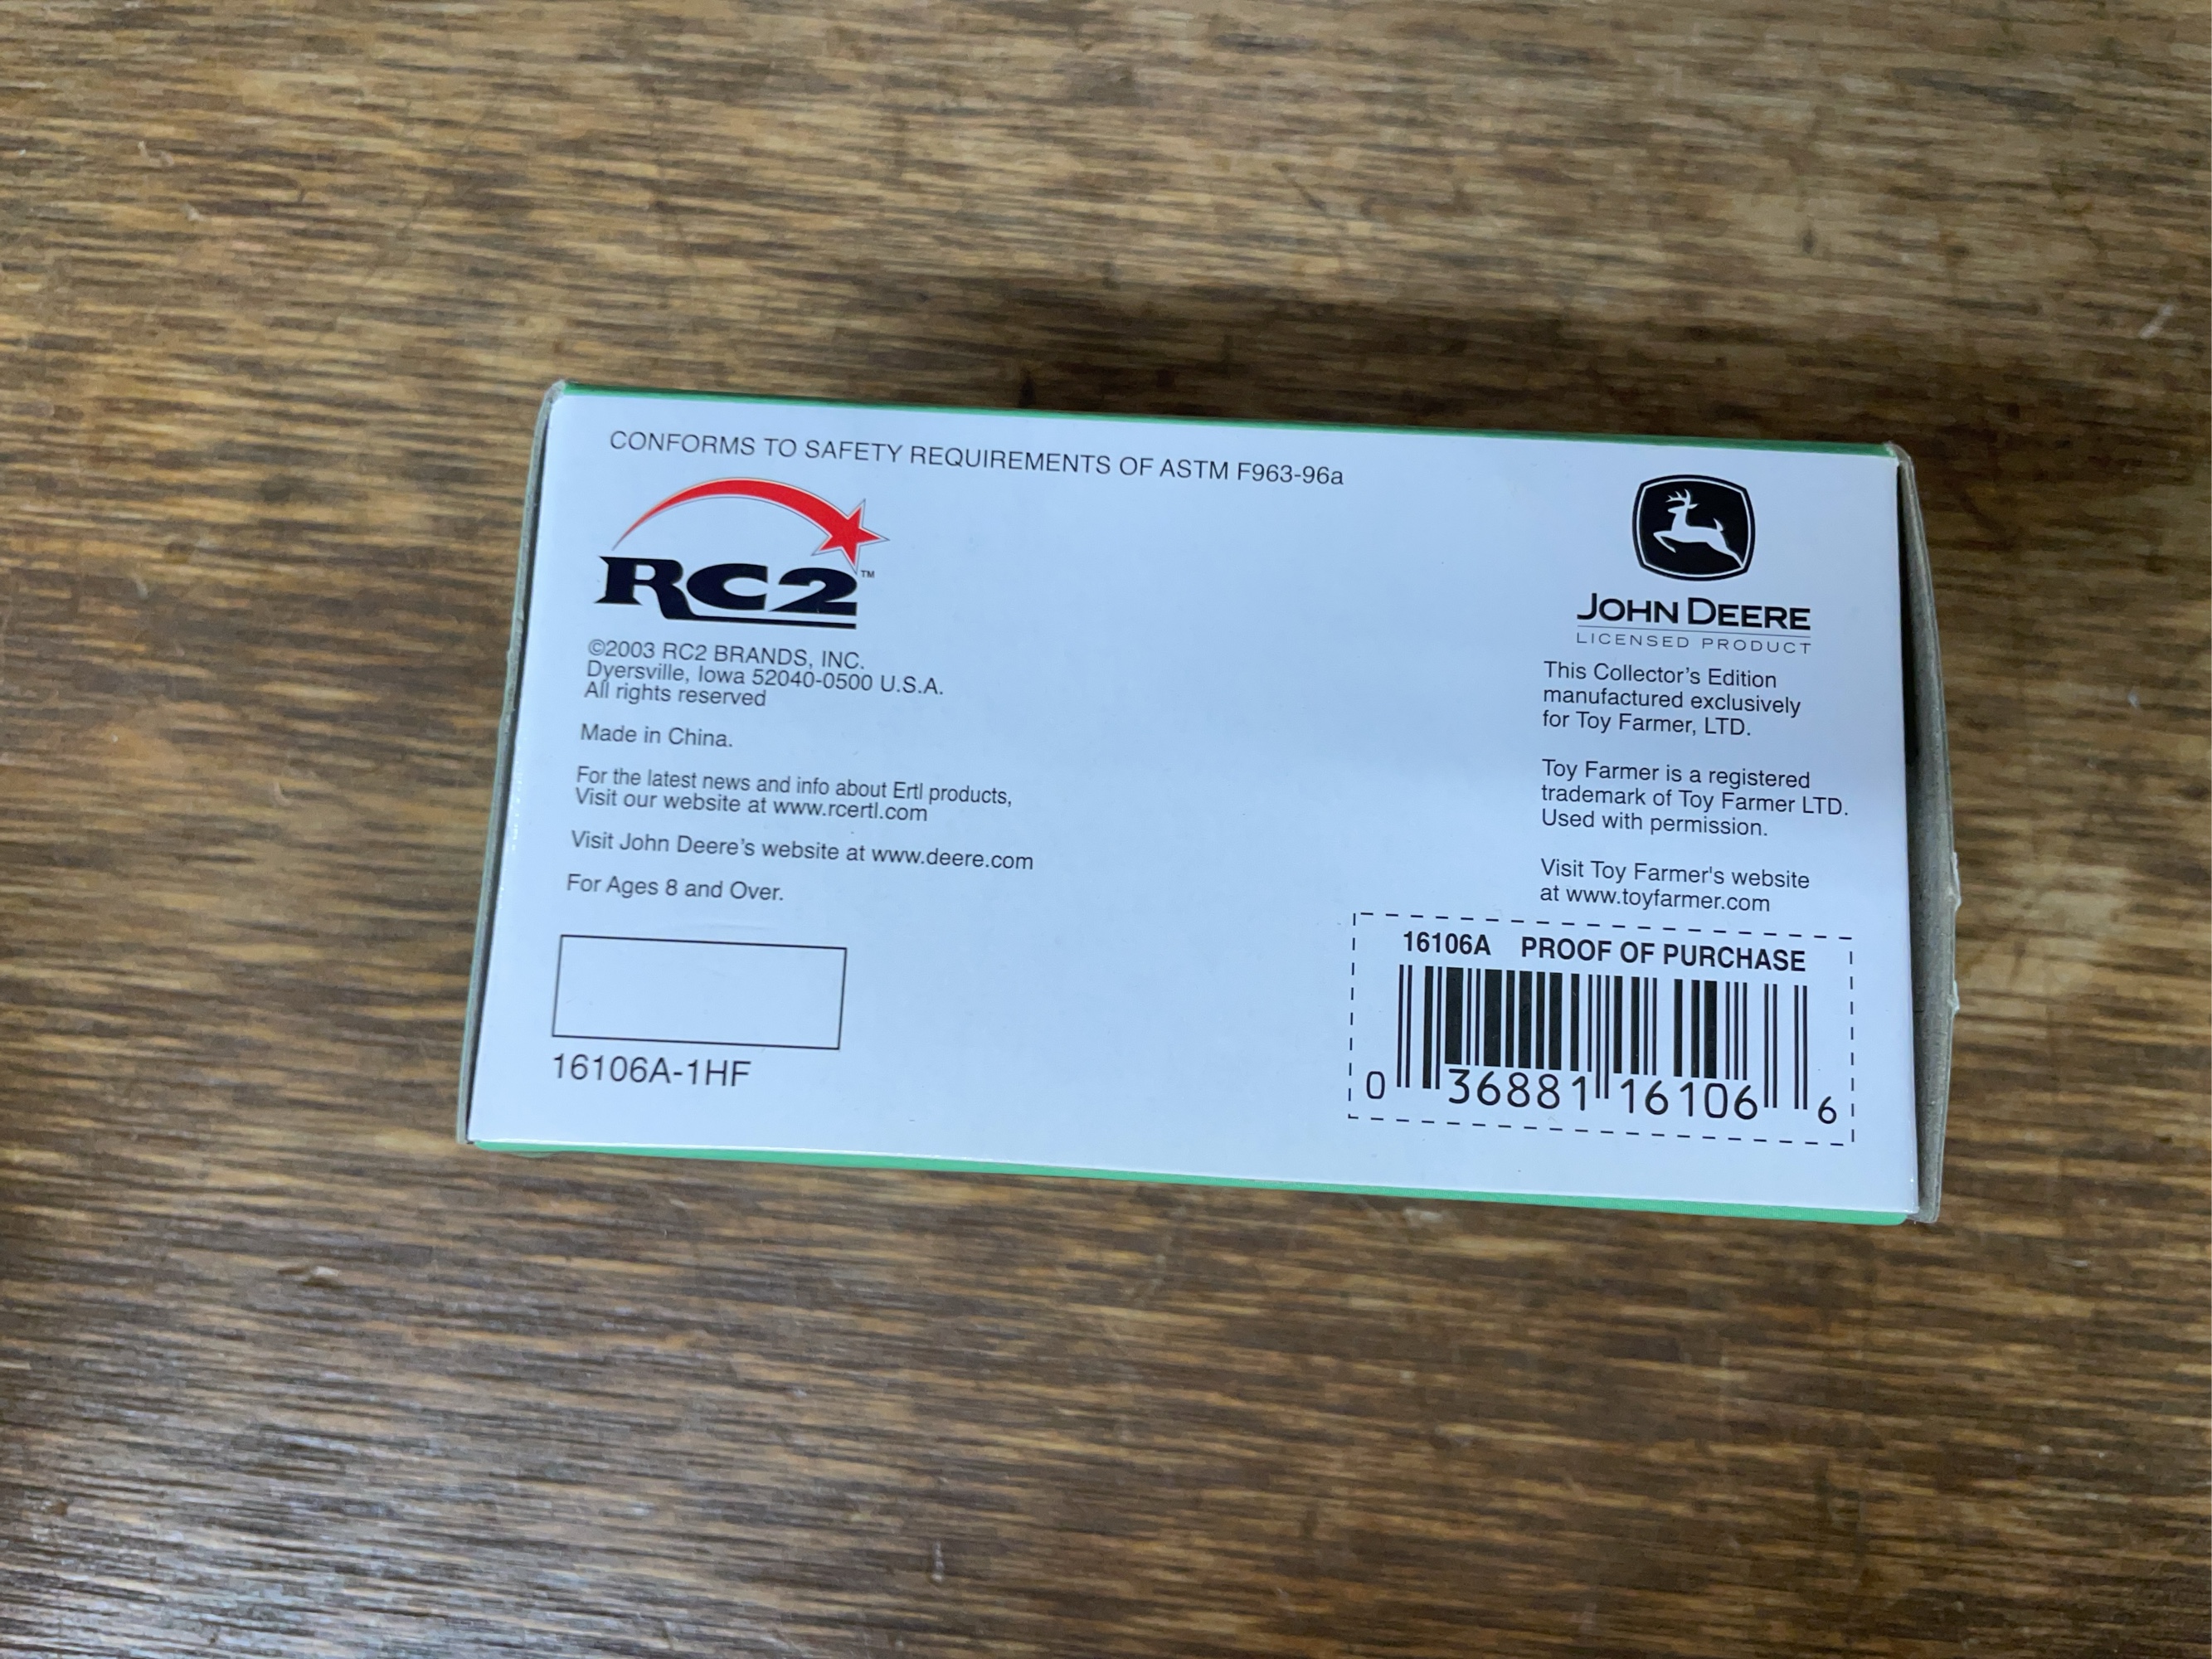 CONFORMS TO SAFETY REQUIREMENTS OF ASTM F963-96a
RC2™
©2003 RC2 BRANDS, INC.
Dyersville, Iowa 52040-0500 U.S.A.
All rights reserved
Made in China.
For the latest news and info about Ertl products,
Visit our website at www.rcertl.com
Visit John Deere's website at www.deere.com
For Ages 8 and Over.
16106A-1HF
JOHN DEERE
LICENSED PRODUCT
This Collector's Edition
manufactured exclusively
for Toy Farmer, LTD.
Toy Farmer is a registered
trademark of Toy Farmer LTD.
Used with permission.
Visit Toy Farmer's website
at www.toyfarmer.com
16106A PROOF OF PURCHASE
0 36881 16106 6